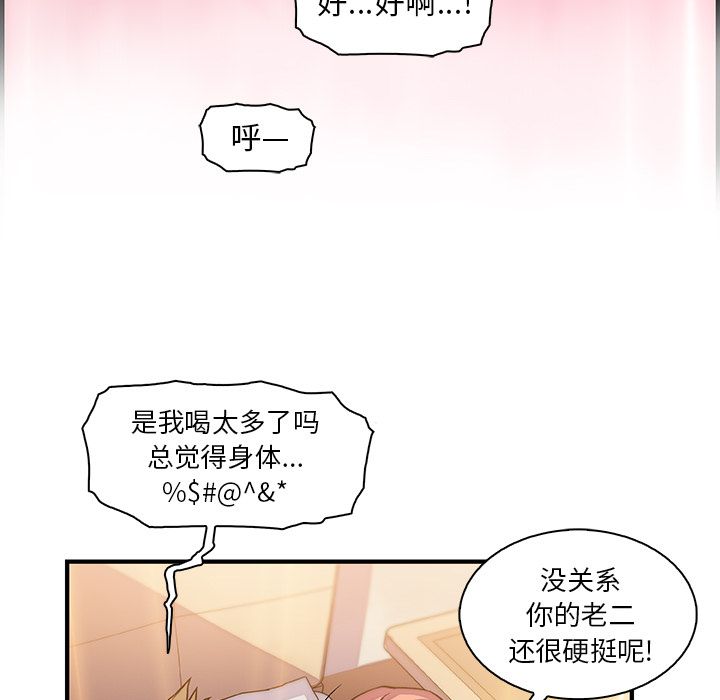 好...好啊...!
呼—
是我喝太多了吗
总觉得身体...
%$#@^&*
没关系
你的老二
还很硬挺呢!